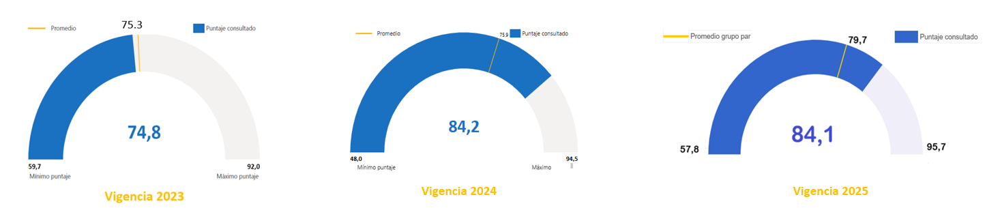 Promedio
75.3
Puntaje consultado
74,8
59,7
92,0
Mínimo puntaje
Máximo puntaje
Vigencia 2023
Promedio
75,9
Puntaje consultado
84,2
48,0
94,5
Mínimo puntaje
Máximo
Vigencia 2024
Promedio grupo par
79,7
Puntaje consultado
84,1
57,8
95,7
Vigencia 2025